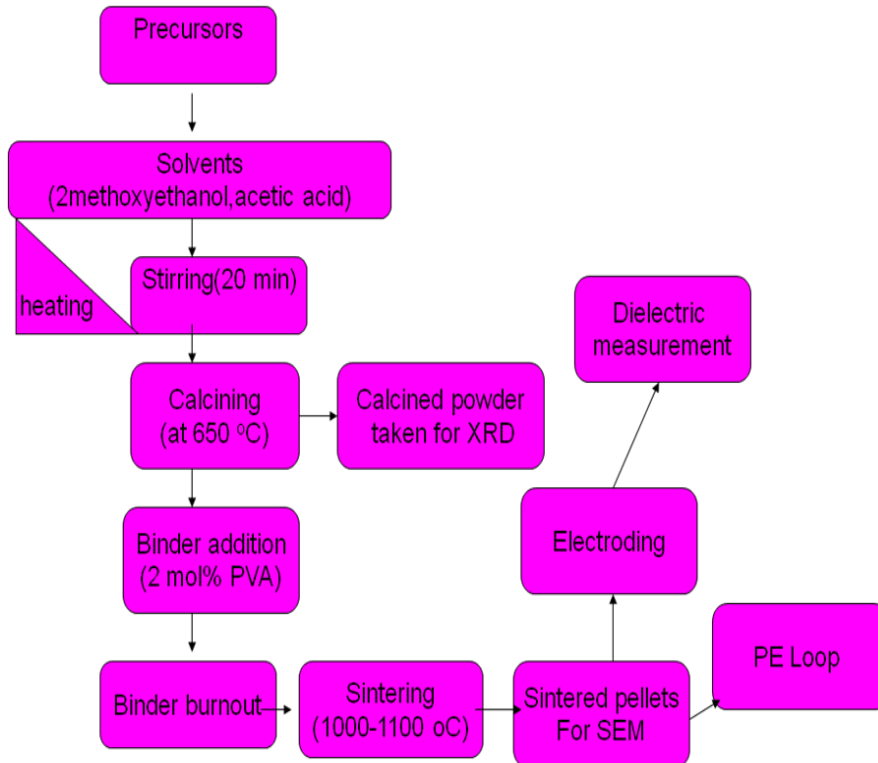 Precursors
Solvents
(2methoxyethanol,acetic acid)
heating
Stirring(20 min)
Calcining
(at 650 ºC)
Calcined powder
taken for XRD
Dielectric
measurement
Binder addition
(2 mol% PVA)
Electroding
Binder burnout
Sintering
(1000-1100 oC)
Sintered pellets
For SEM
PE Loop